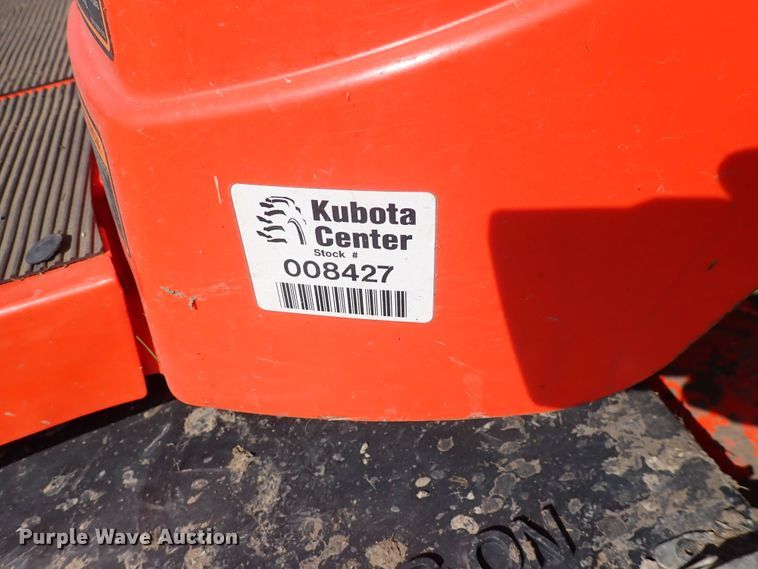 Kubota
Center
Stock #
008427
Purple Wave Auction